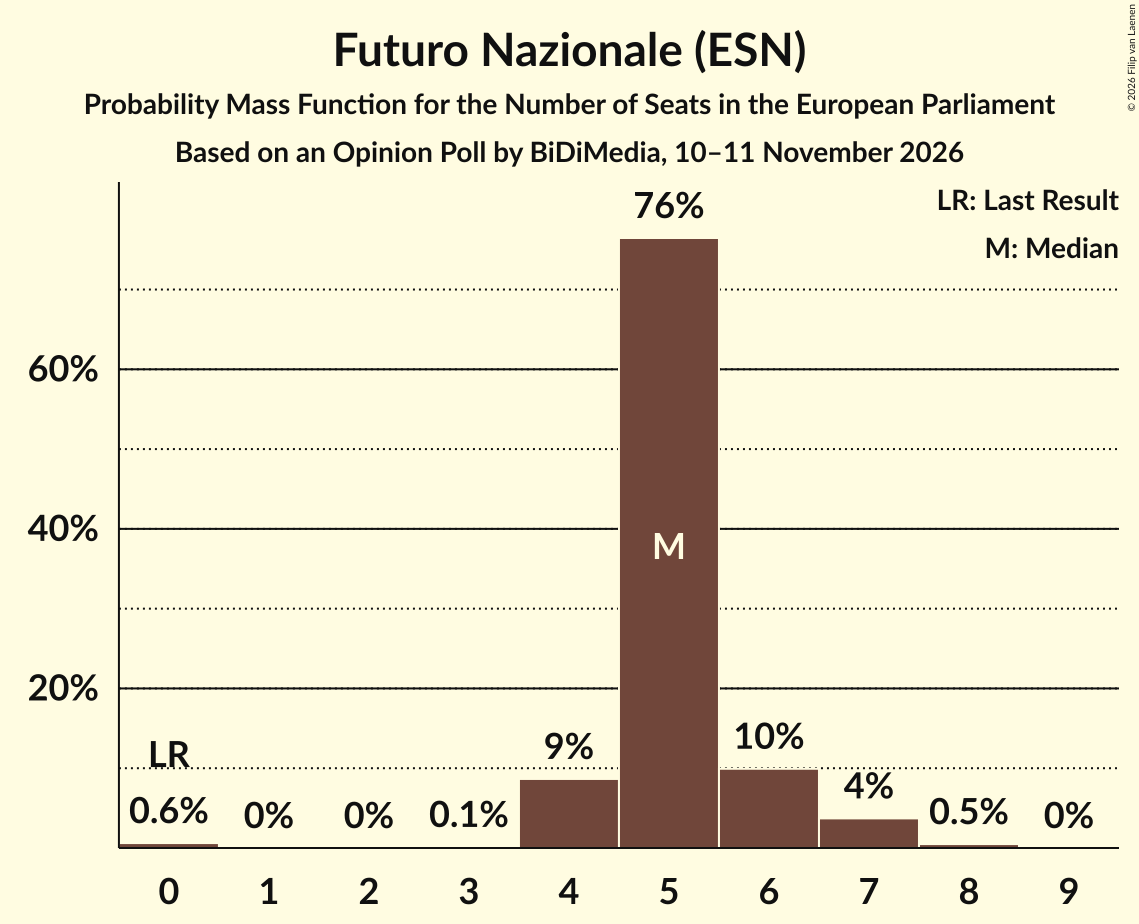 Futuro Nazionale (ESN)
Probability Mass Function for the Number of Seats in the European Parliament
Based on an Opinion Poll by BiDiMedia, 10–11 November 2026
© 2026 Filip van Laenen
LR: Last Result
M: Median
76%
60%
40%
M
20%
LR
9%
10%
4%
0.6%
0%
0%
0.1%
0.5%
0%
0 1 2 3 4 5 6 7 8 9